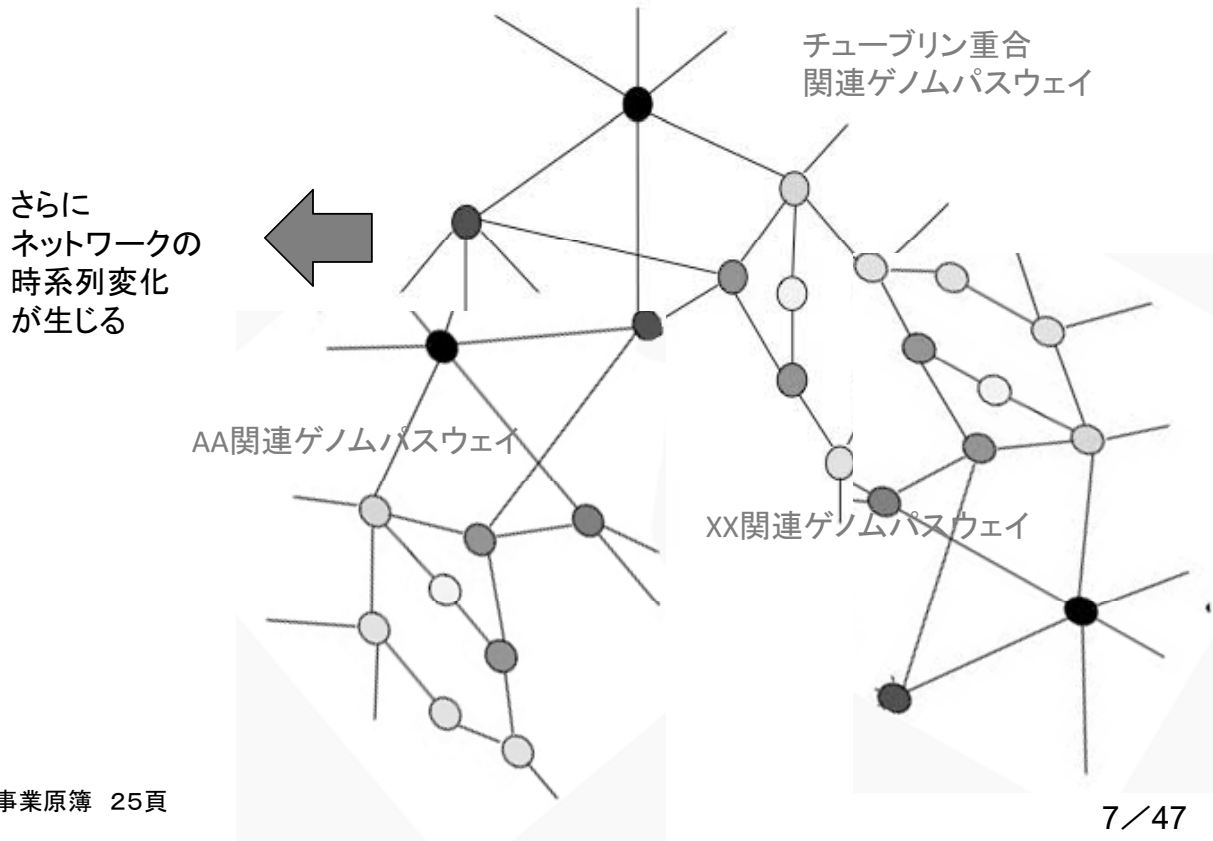 チューブリン重合
関連ゲノムパスウェイ
さらに
ネットワークの
時系列変化
が生じる
AA関連ゲノムパスウェイ
XX関連ゲノムパスウェイ
事業原簿 25頁
7/47